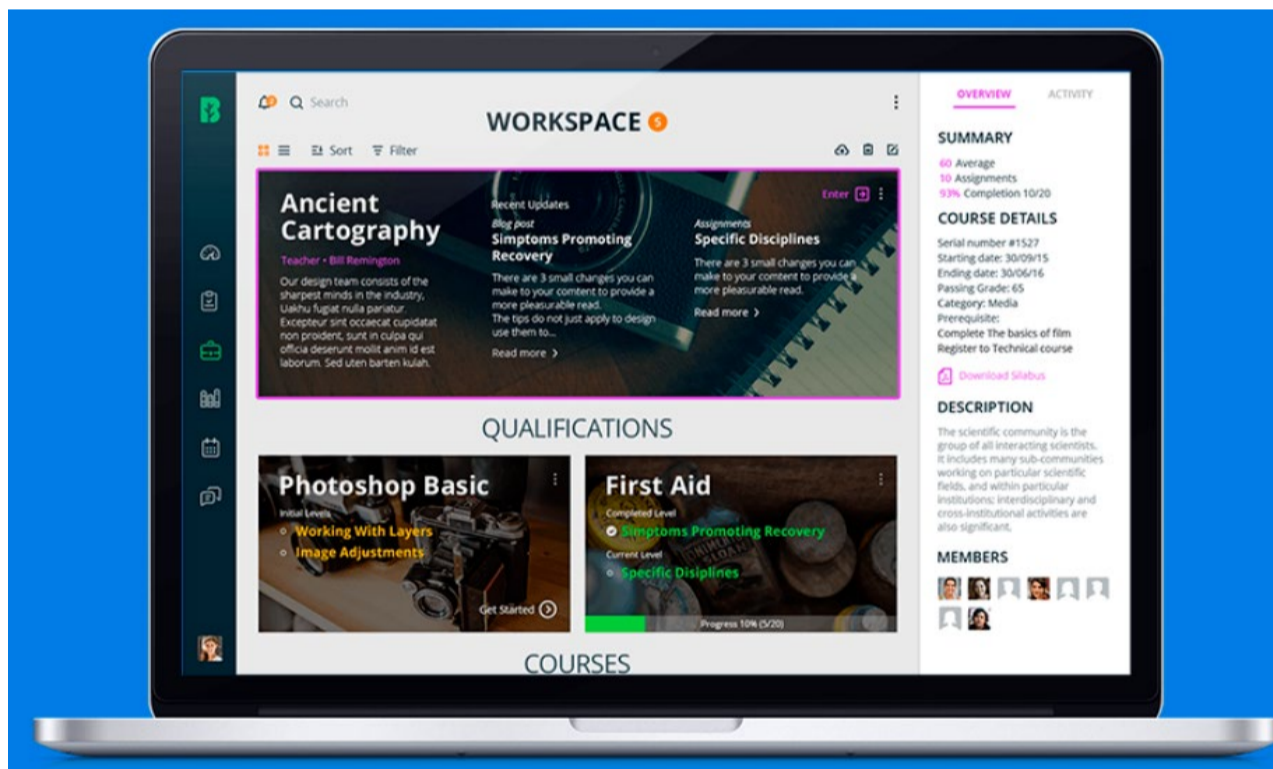 Search
WORKSPACE 5
Sort
Filter
Ancient
Cartography
Teacher • Bill Remington
Our design team consists of the
sharpest minds in the industry,
Uakhu fugiat nulla pariatur.
Excepteur sint occaecat cupidatat
non proident, sunt in culpa qui
officia deserunt mollit anim id est
laborum. Sed uten barten kulah.
Recent Updates
Blog post
Simptoms Promoting
Recovery
There are 3 small changes you can
make to your comtent to provide a
more pleasurable read.
The tips do not just apply to design
use them to...
Read more
Enter
Assignments
Specific Disciplines
There are 3 small changes you can
make to your comtent to provide a
more pleasurable read.
Read more
QUALIFICATIONS
Photoshop Basic
Initial Levels
Working With Layers
Image Adjustments
Get Started
First Aid
Completed Level
Simptoms Promoting Recovery
Current Level
Specific Disiplines
Progress 10% (5/20)
COURSES
OVERVIEW
ACTIVITY
SUMMARY
60 Average
10 Assignments
93% Completion 10/20
COURSE DETAILS
Serial number #1527
Starting date: 30/09/15
Ending date: 30/06/16
Passing Grade: 65
Category: Media
Prerequisite:
Complete The basics of film
Register to Technical course
Download Silabus
DESCRIPTION
The scientific community is the
group of all interacting scientists.
It includes many sub-communities
working on particular scientific
fields, and within particular
institutions; interdisciplinary and
cross-institutional activities are
also significant.
MEMBERS